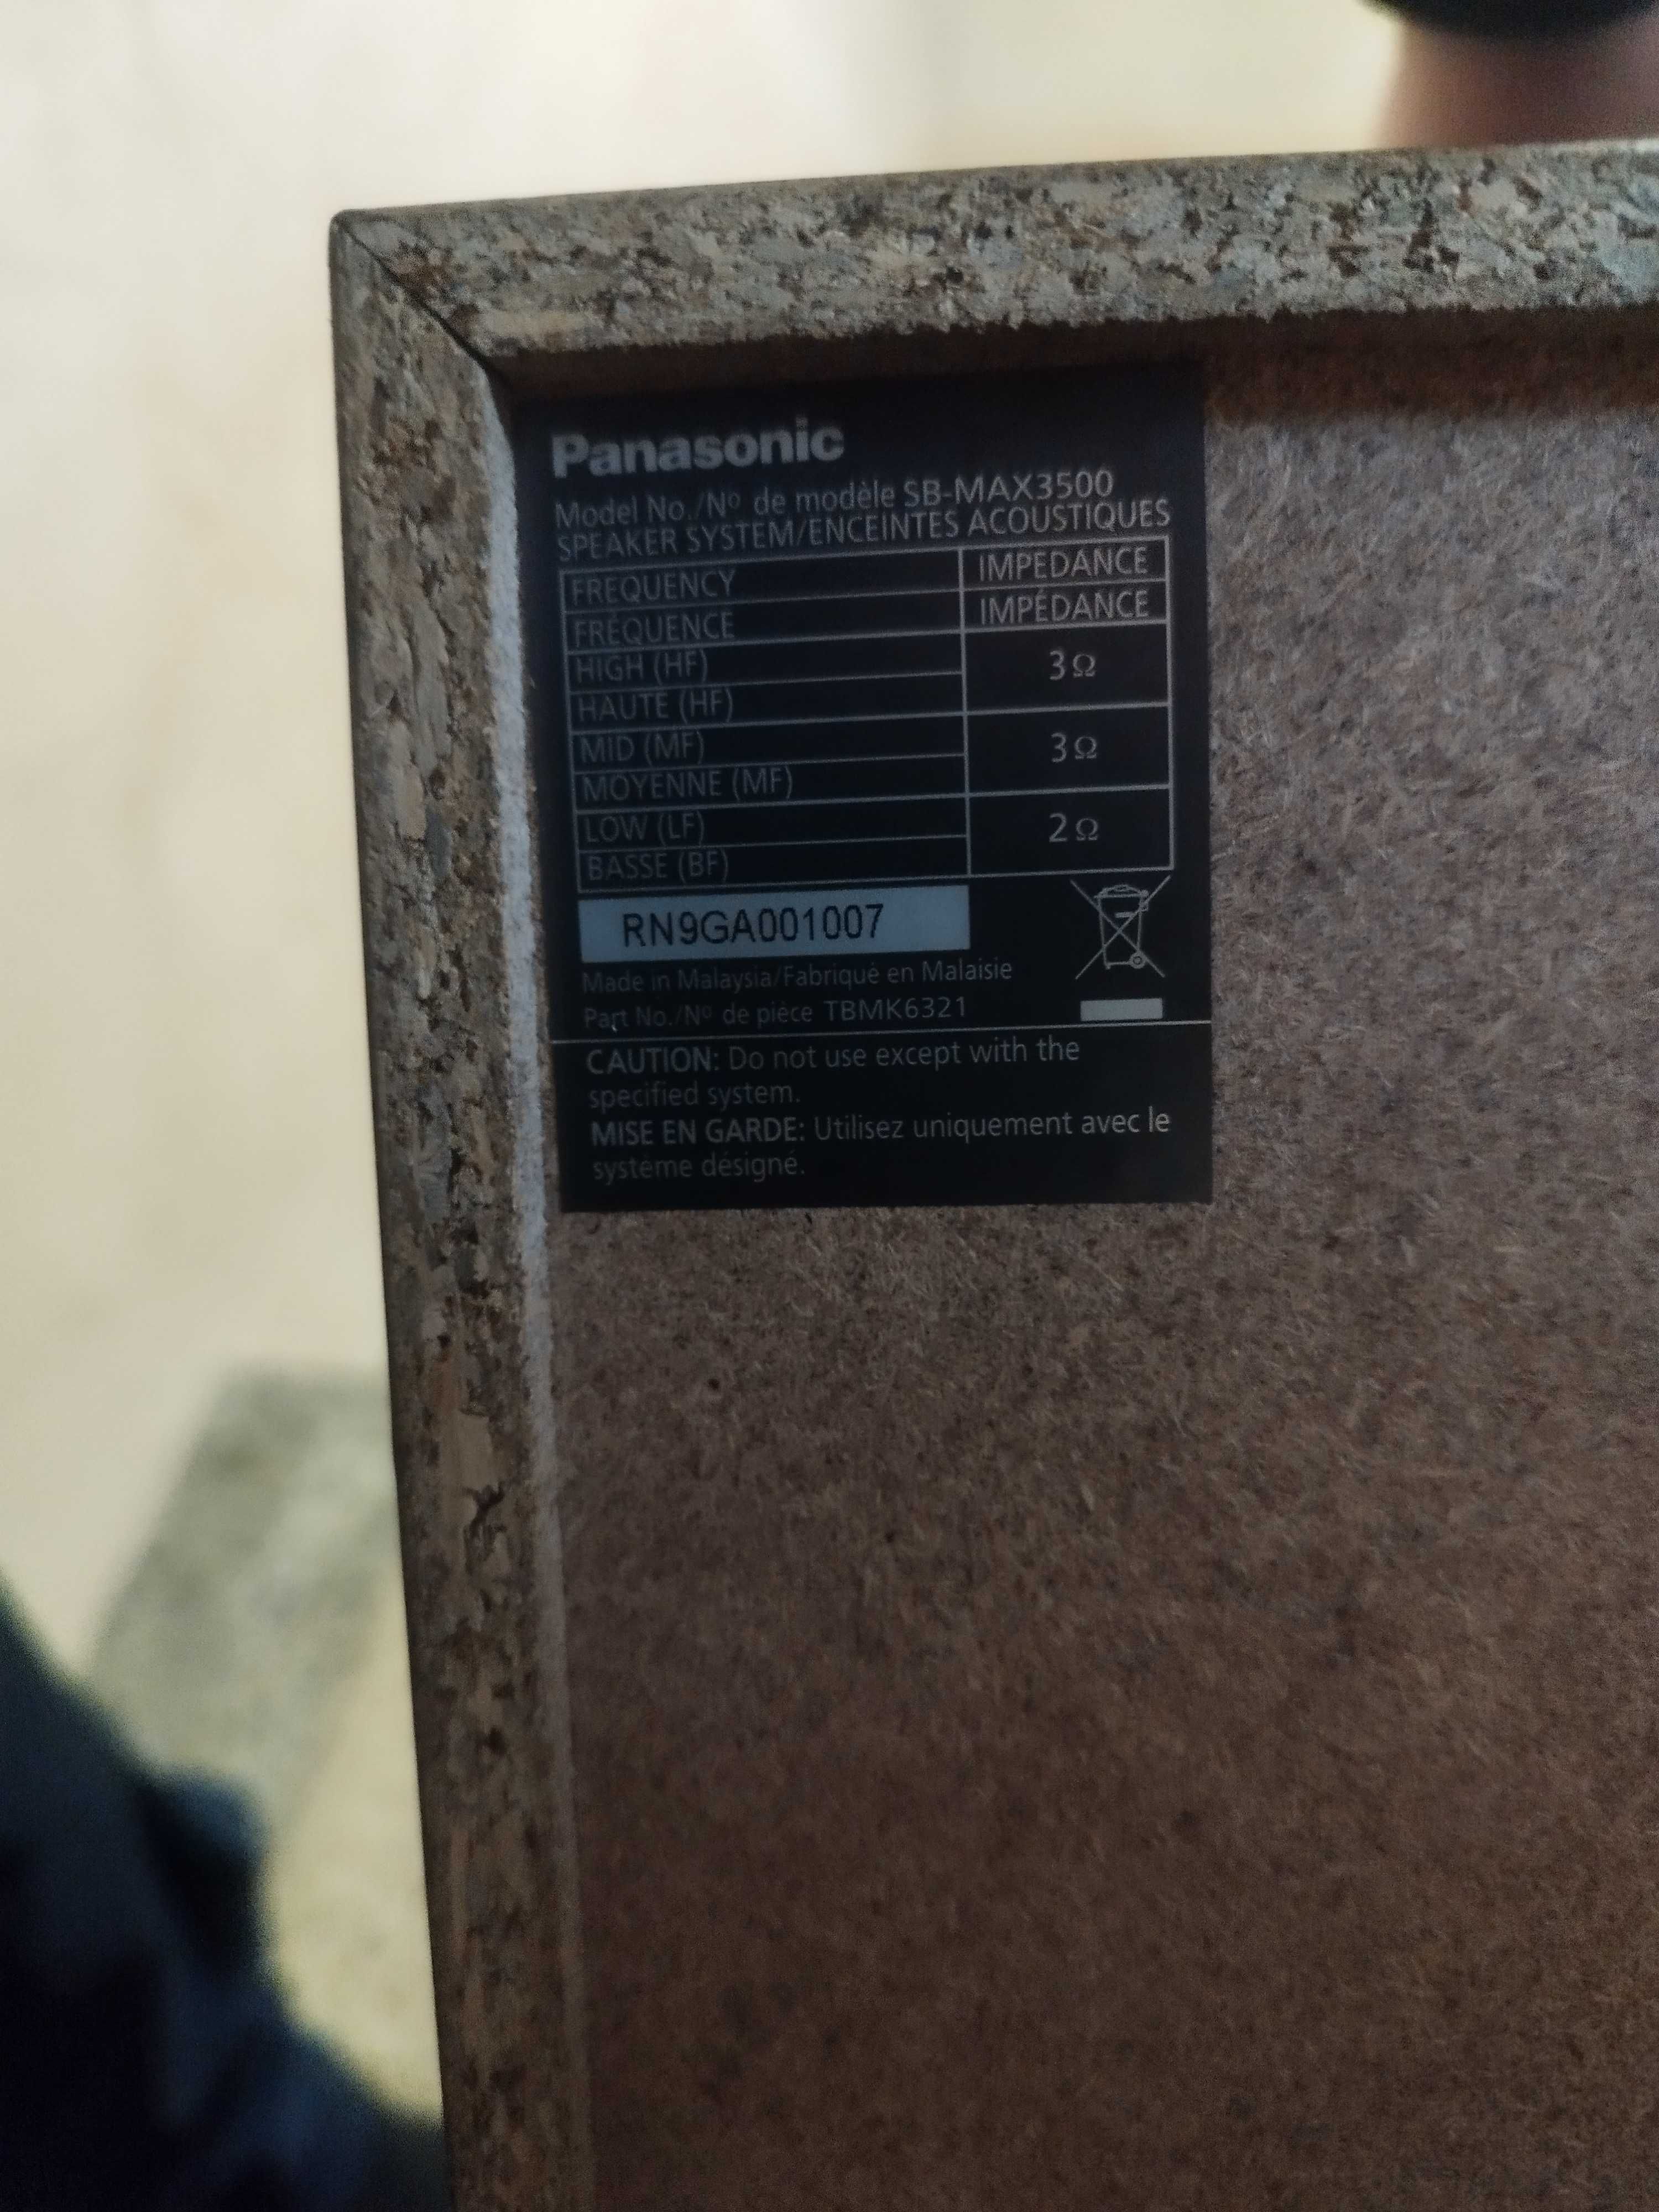 Panasonic
Model No./Nº de modèle SB-MAX3500
SPEAKER SYSTEM/ENCEINTES ACOUSTIQUES
FREQUENCY IMPEDANCE
FRÉQUENCE IMPÉDANCE
HIGH (HF) 3Ω
HAUTE (HF)
MID (MF) 3Ω
MOYENNE (MF)
LOW (LF) 2Ω
BASSE (BF)
RN9GA001007
Made in Malaysia/Fabriqué en Malaisie
Part No./Nº de pièce TBMK6321
CAUTION: Do not use except with the
specified system.
MISE EN GARDE: Utilisez uniquement avec le
système désigné.